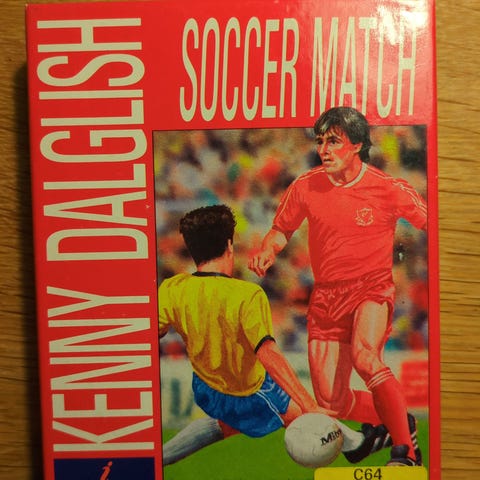 KENNY DALGLISH
SOCCER MATCH
Mitre
i
C64